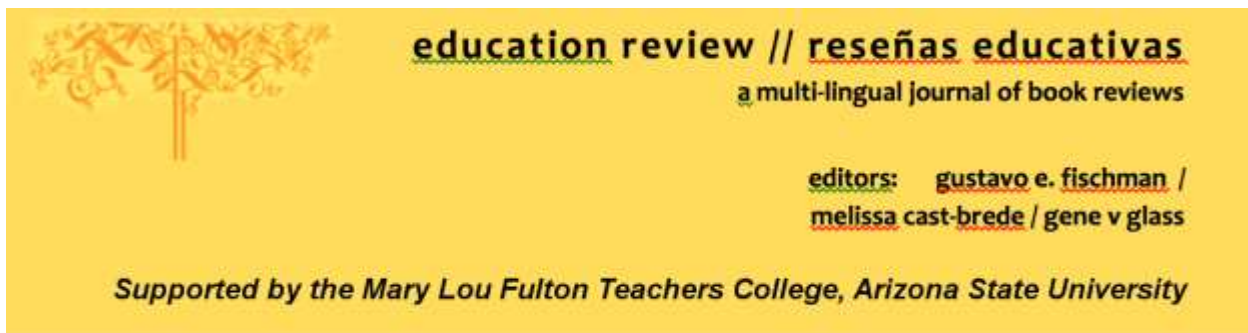 education review // reseñas educativas
a multi-lingual journal of book reviews
editors: gustavo e. fischman /
melissa cast-brede / gene v glass
Supported by the Mary Lou Fulton Teachers College, Arizona State University